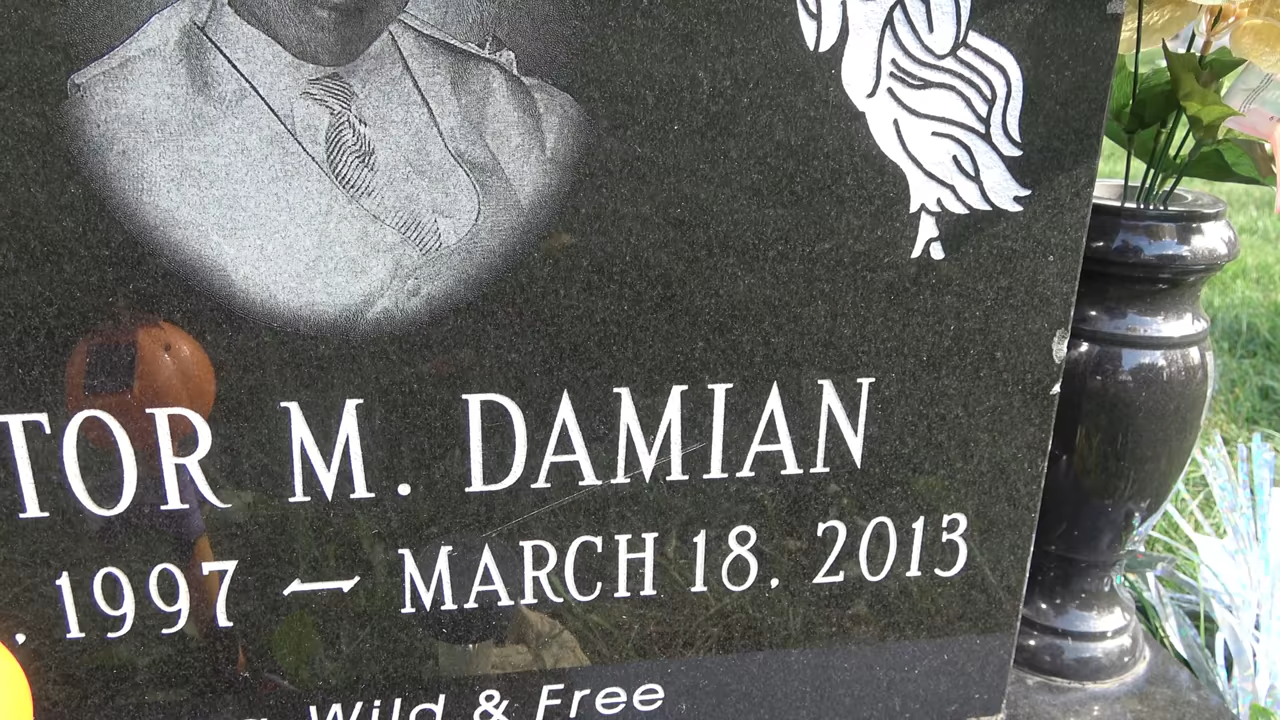 TOR M. DAMIAN
, 1997 — MARCH 18, 2013
Wild & Free